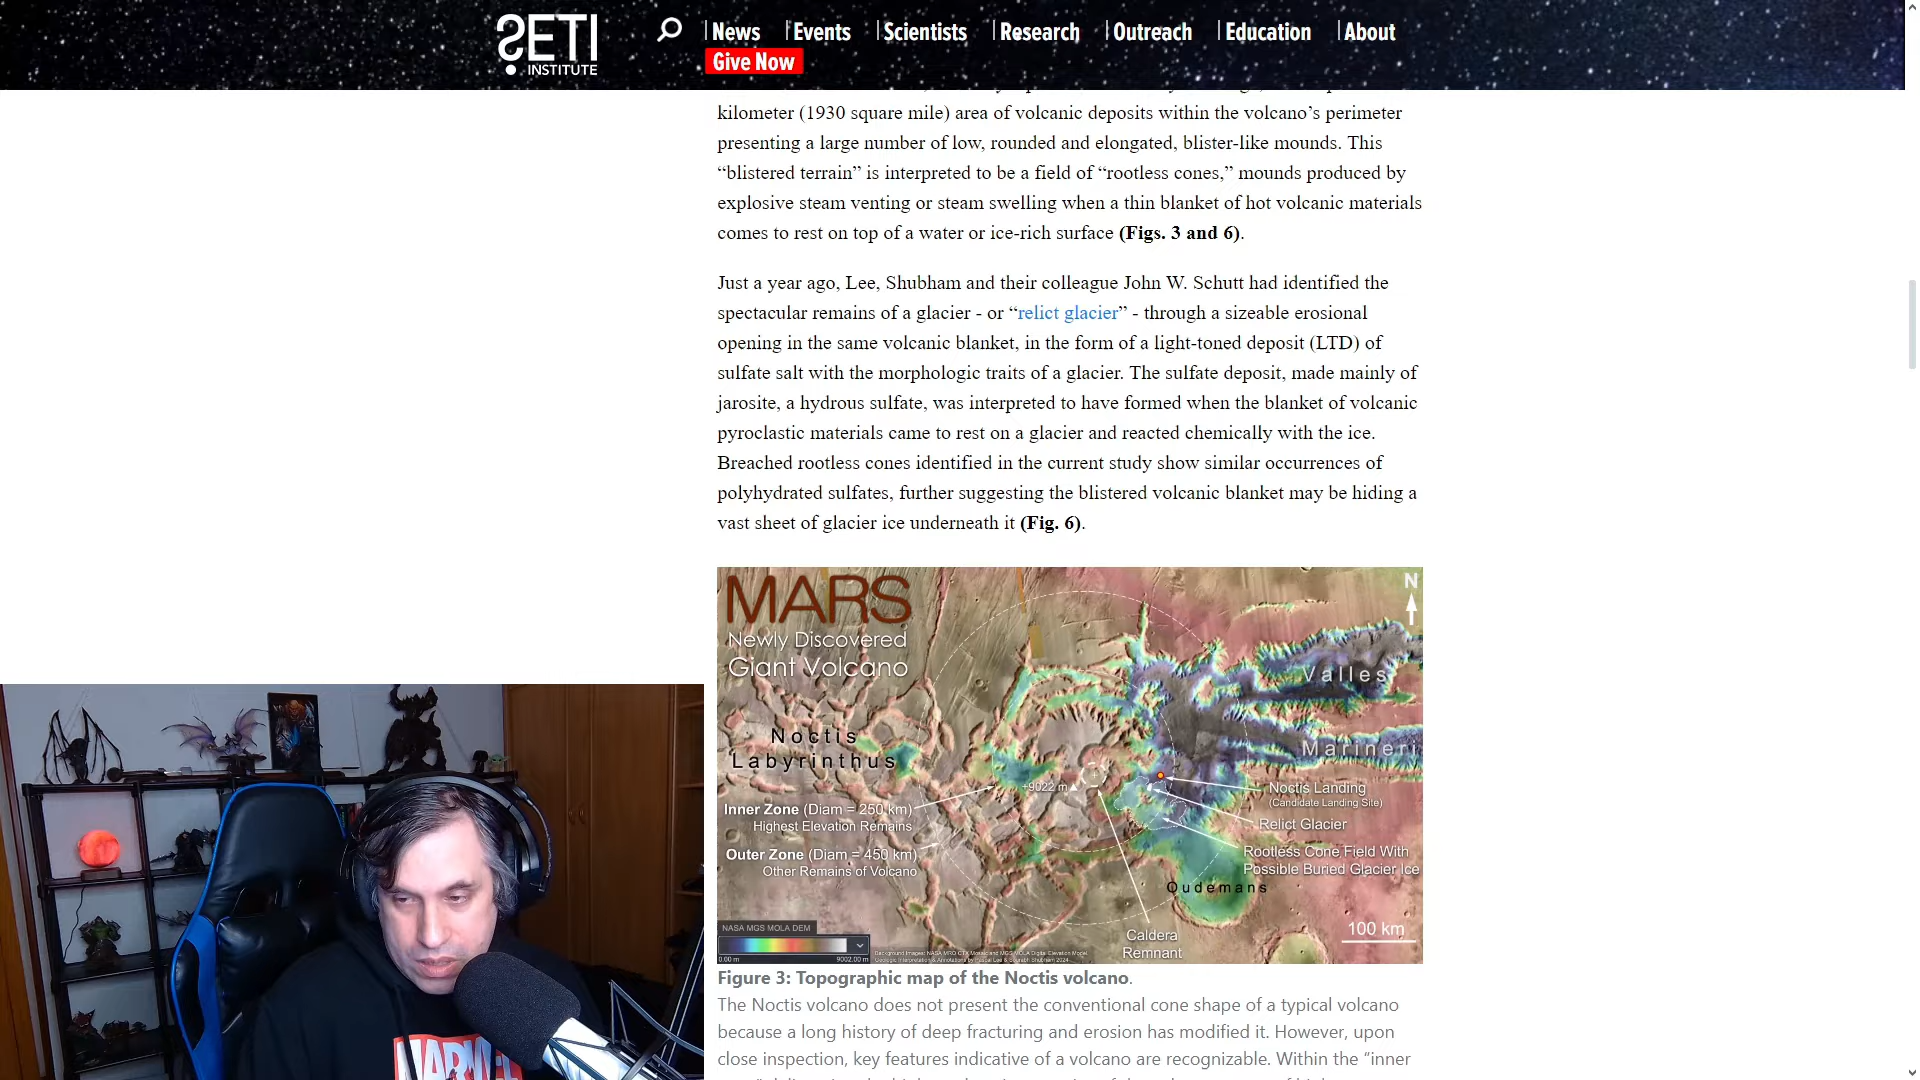 SETI
INSTITUTE
News
Events
Scientists
Research
Outreach
Education
About
Give Now
kilometer (1930 square mile) area of volcanic deposits within the volcano’s perimeter
presenting a large number of low, rounded and elongated, blister-like mounds. This
“blistered terrain” is interpreted to be a field of “rootless cones,” mounds produced by
explosive steam venting or steam swelling when a thin blanket of hot volcanic materials
comes to rest on top of a water or ice-rich surface (Figs. 3 and 6).
Just a year ago, Lee, Shubham and their colleague John W. Schutt had identified the
spectacular remains of a glacier - or “relict glacier” - through a sizeable erosional
opening in the same volcanic blanket, in the form of a light-toned deposit (LTD) of
sulfate salt with the morphologic traits of a glacier. The sulfate deposit, made mainly of
jarosite, a hydrous sulfate, was interpreted to have formed when the blanket of volcanic
pyroclastic materials came to rest on a glacier and reacted chemically with the ice.
Breached rootless cones identified in the current study show similar occurrences of
polyhydrated sulfates, further suggesting the blistered volcanic blanket may be hiding a
vast sheet of glacier ice underneath it (Fig. 6).
MARS
Newly Discovered
Giant Volcano
N
Valles
Marineri
Noctis
Labyrinthus
+9022 m
Inner Zone (Diam = 250 km)
Highest Elevation Remains
Outer Zone (Diam = 450 km)
Other Remains of Volcano
Noctis Landing
(Candidate Landing Site)
Relict Glacier
Rootless Cone Field With
Possible Buried Glacier Ice
Oudemans
Caldera
Remnant
100 km
NASA MGS MOLA DEM
0.00 m
9002.00 m
Figure 3: Topographic map of the Noctis volcano.
The Noctis volcano does not present the conventional cone shape of a typical volcano
because a long history of deep fracturing and erosion has modified it. However, upon
close inspection, key features indicative of a volcano are recognizable. Within the “inner
MARVEL